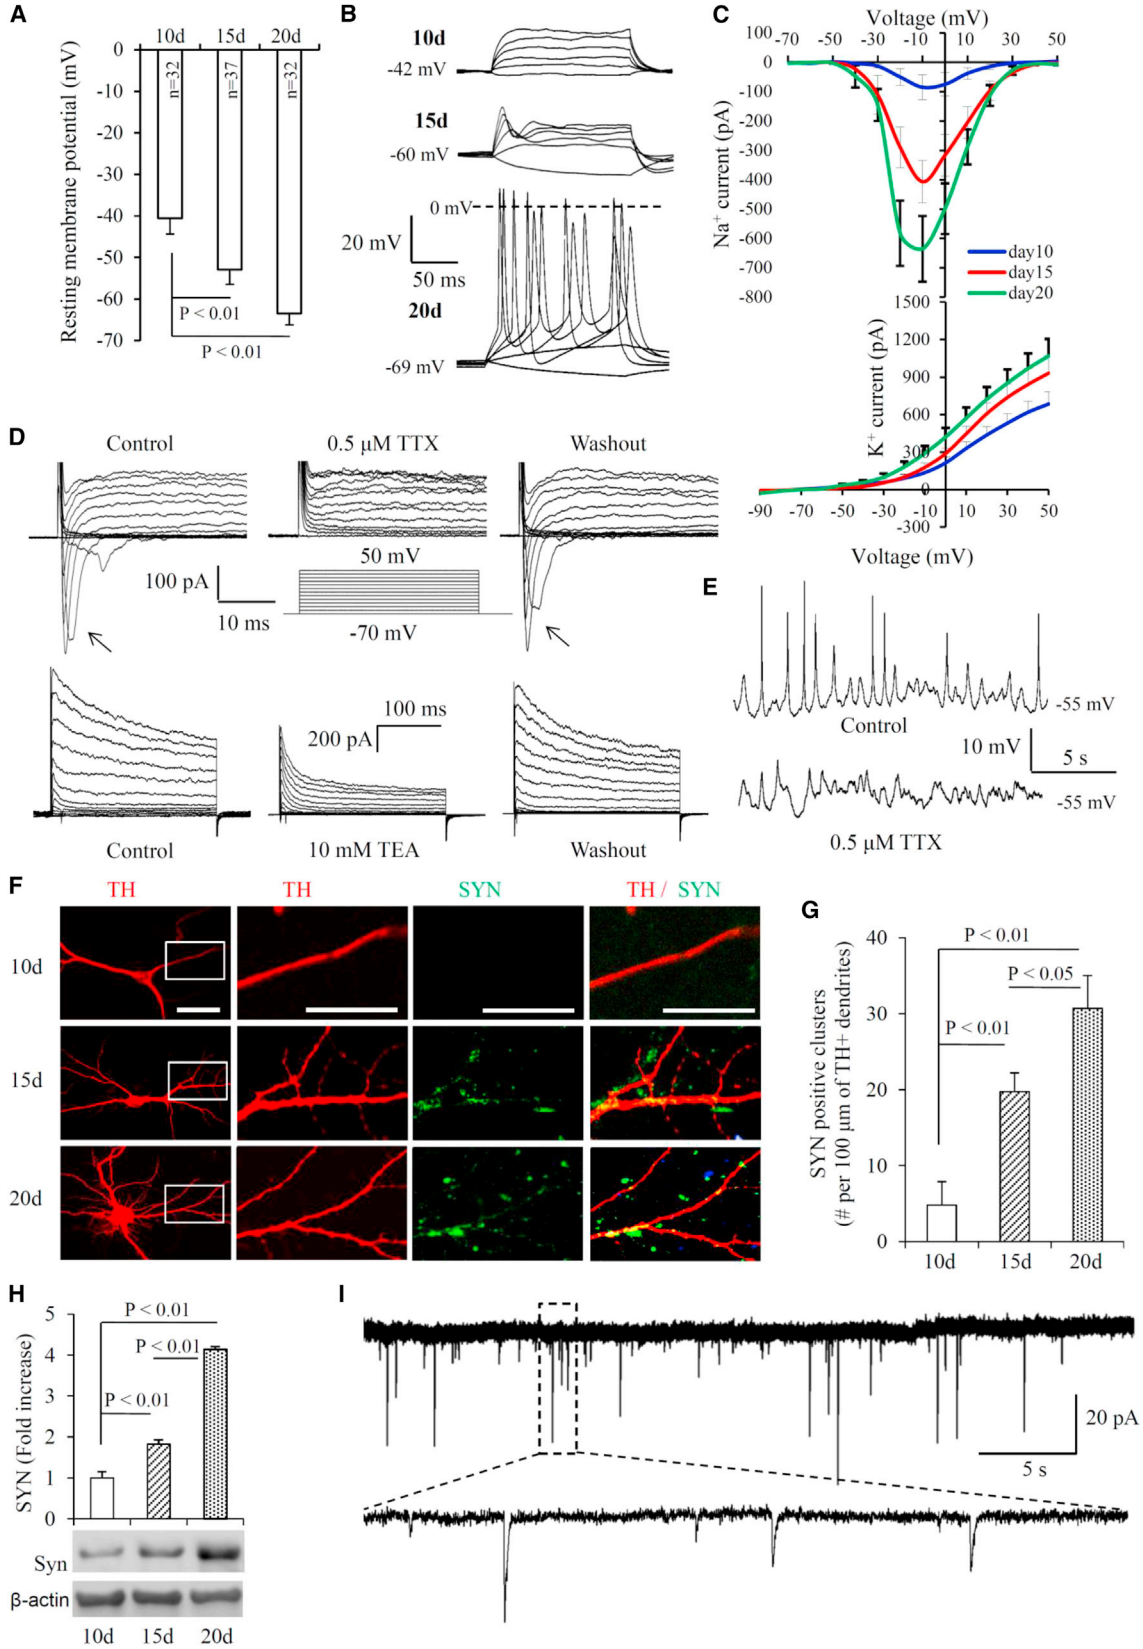 A
10d 15d 20d
Resting membrane potential (mV)
0
-10
-20
-30
-40
-50
-60
-70
n=32
n=37
n=32
P < 0.01
P < 0.01
B
10d
-42 mV
15d
-60 mV
0 mV
20 mV
50 ms
20d
-69 mV
C
Voltage (mV)
-70 -50 -30 -10 10 30 50
Na+ current (pA)
100
0
-100
-200
-300
-400
-500
-600
-700
-800
day10
day15
day20
K+ current (pA)
1500
1200
900
600
300
0
-300
-90 -70 -50 -30 -10 10 30 50
Voltage (mV)
D
Control
0.5 μM TTX
Washout
100 pA
10 ms
50 mV
-70 mV
100 ms
200 pA
Control
10 mM TEA
Washout
E
-55 mV
Control
10 mV
5 s
-55 mV
0.5 μM TTX
F
TH
TH
SYN
TH / SYN
10d
15d
20d
G
SYN positive clusters
(# per 100 μm of TH+ dendrites)
40
30
20
10
0
P < 0.01
P < 0.05
P < 0.01
10d 15d 20d
H
SYN (Fold increase)
5
4
3
2
1
0
P < 0.01
P < 0.01
P < 0.01
Syn
β-actin
10d 15d 20d
I
20 pA
5 s